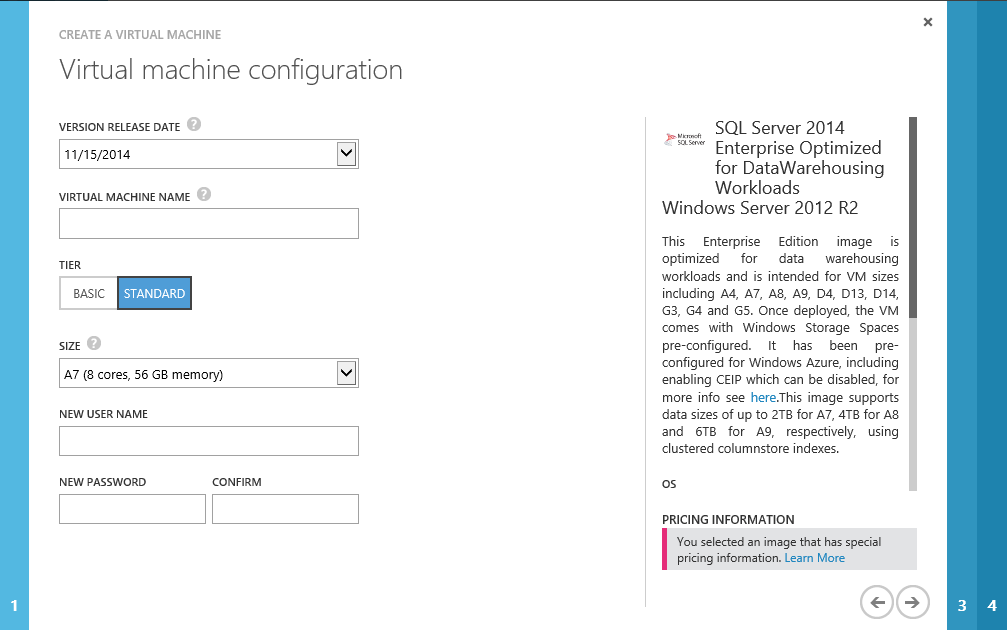 CREATE A VIRTUAL MACHINE
Virtual machine configuration
VERSION RELEASE DATE ?
11/15/2014
VIRTUAL MACHINE NAME ?
TIER
BASIC STANDARD
SIZE ?
A7 (8 cores, 56 GB memory)
NEW USER NAME
NEW PASSWORD CONFIRM
Microsoft
SQL Server
SQL Server 2014
Enterprise Optimized
for DataWarehousing
Workloads
Windows Server 2012 R2
This Enterprise Edition image is
optimized for data warehousing
workloads and is intended for VM sizes
including A4, A7, A8, A9, D4, D13, D14,
G3, G4 and G5. Once deployed, the VM
comes with Windows Storage Spaces
pre-configured. It has been pre-
configured for Windows Azure, including
enabling CEIP which can be disabled, for
more info see here.This image supports
data sizes of up to 2TB for A7, 4TB for A8
and 6TB for A9, respectively, using
clustered columnstore indexes.
OS
PRICING INFORMATION
You selected an image that has special
pricing information. Learn More
1
3
4